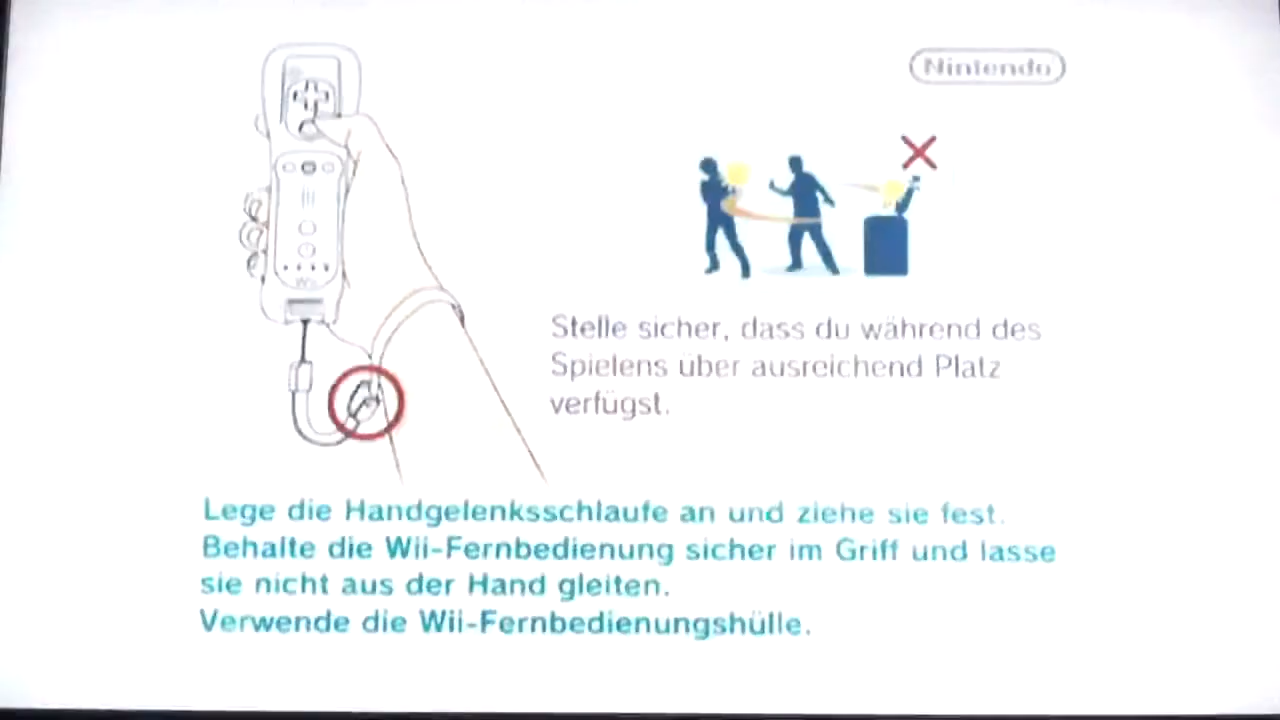 Nintendo
Stelle sicher, dass du während des
Spielens über ausreichend Platz
verfügst.
Wii
Lege die Handgelenksschlaufe an und ziehe sie fest.
Behalte die Wii-Fernbedienung sicher im Griff und lasse
sie nicht aus der Hand gleiten.
Verwende die Wii-Fernbedienungshülle.